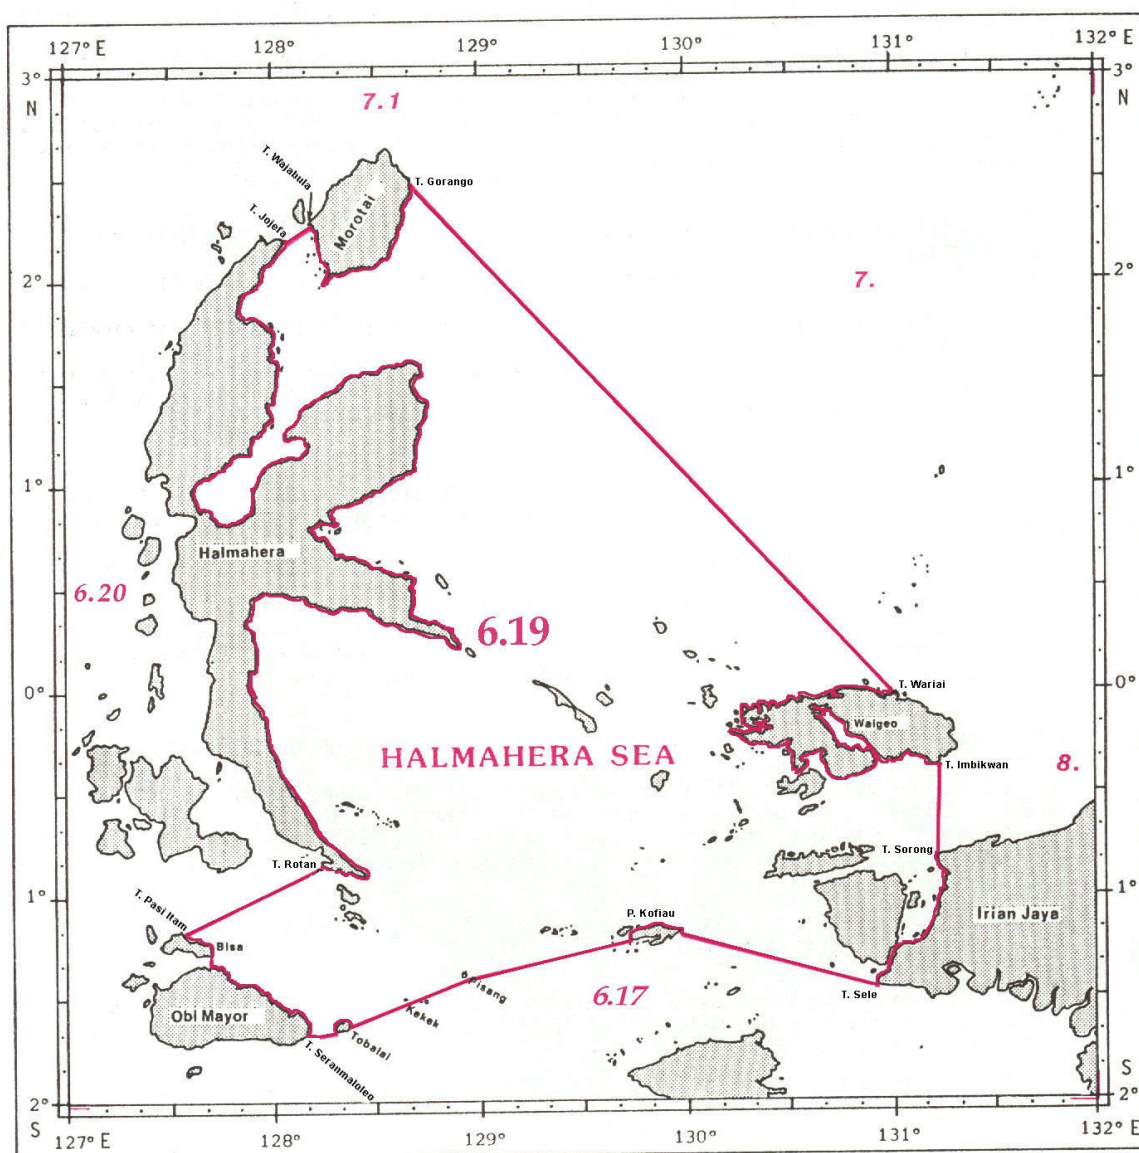 127° E
128°
129°
130°
131°
132° E
3°
N
3°
N
7.1
T. Wajabula
T. Gorango
T. Jojefa
Morotai
2°
7.
2°
1°
1°
Halmahera
6.20
6.19
0°
T. Wariai
0°
Waigeo
HALMAHERA SEA
T. Imbikwan
8.
T. Rotan
T. Sorong
1°
1°
T. Pasi Itam
P. Kofiau
Irian Jaya
Bisa
Pisang
6.17
T. Sele
Obi Mayor
Kekek
Tobalai
T. Seranmaloleo
2°
S
S
2°
127° E
128°
129°
130°
131°
132° E